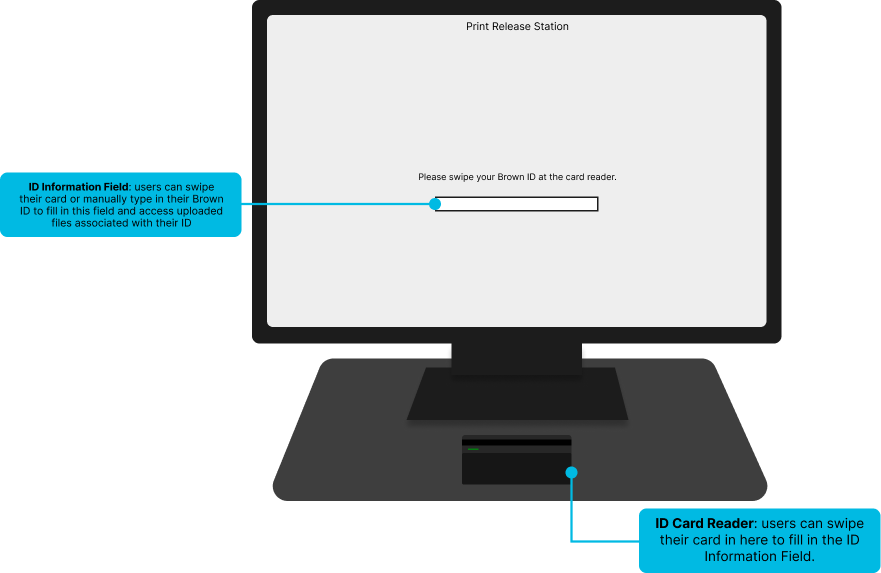 Print Release Station
Please swipe your Brown ID at the card reader.
ID Information Field: users can swipe
their card or manually type in their Brown
ID to fill in this field and access uploaded
files associated with their ID
ID Card Reader: users can swipe
their card in here to fill in the ID
Information Field.